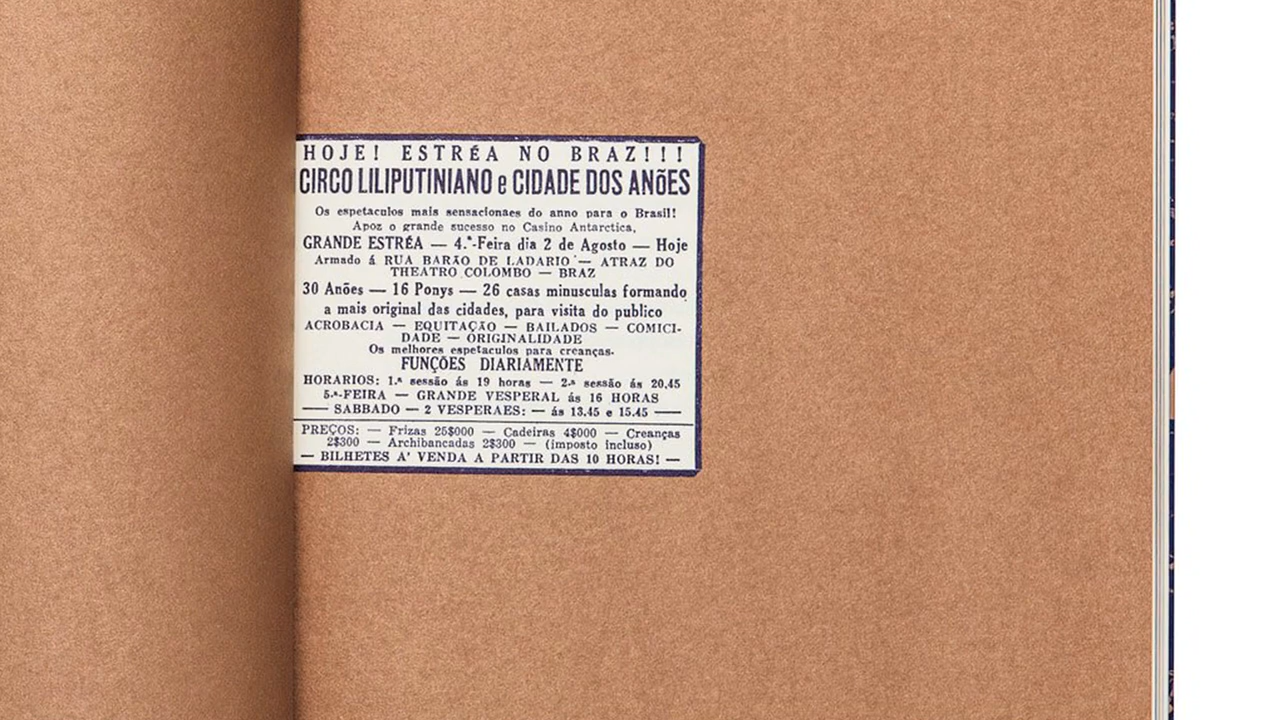 HOJE! ESTRÉA NO BRAZ!!!
CIRCO LILIPUTINIANO e CIDADE DOS ANÕES
Os espetaculos mais sensacionaes do anno para o Brasil!
Apoz o grande sucesso no Casino Antarctica,
GRANDE ESTRÉA — 4.ª-Feira dia 2 de Agosto — Hoje
Armado á RUA BARÃO DE LADARIO — ATRAZ DO
THEATRO COLOMBO — BRAZ
30 Anões — 16 Ponys — 26 casas minusculas formando
a mais original das cidades, para visita do publico
ACROBACIA — EQUITAÇÃO — BAILADOS — COMICI-
DADE — ORIGINALIDADE
Os melhores espetaculos para creanças.
FUNÇÕES DIARIAMENTE
HORARIOS: 1.ª sessão ás 19 horas — 2.ª sessão ás 20,45
5.ª-FEIRA — GRANDE VESPERAL ás 16 HORAS
— SABBADO — 2 VESPERAES: — ás 13.45 e 15.45 —
PREÇOS: — Frizas 25$000 — Cadeiras 4$000 — Creanças
2$300 — Archibancadas 2$300 — (imposto incluso)
— BILHETES A' VENDA A PARTIR DAS 10 HORAS! —